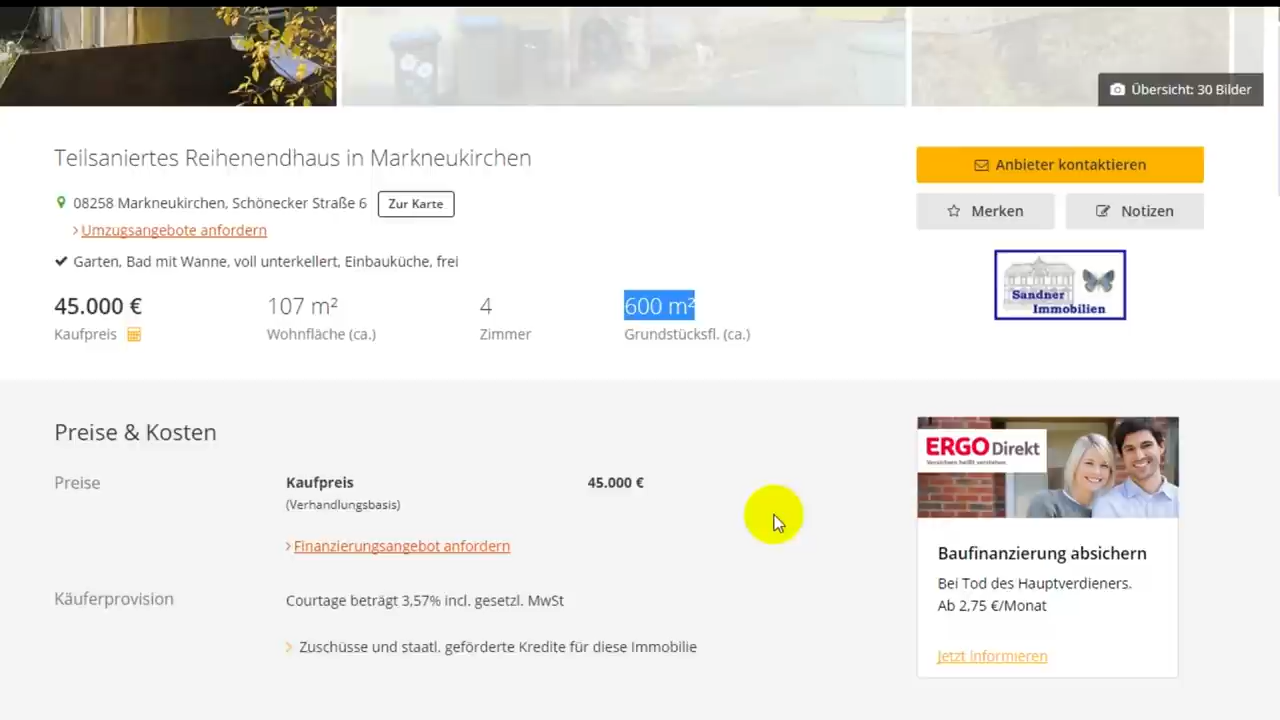 Übersicht: 30 Bilder
Teilsaniertes Reihenendhaus in Markneukirchen
08258 Markneukirchen, Schönecker Straße 6
Zur Karte
Umzugsangebote anfordern
Garten, Bad mit Wanne, voll unterkellert, Einbauküche, frei
45.000 €
107 m²
4
600 m²
Kaufpreis
Wohnfläche (ca.)
Zimmer
Grundstücksfl. (ca.)
Anbieter kontaktieren
Merken
Notizen
Sandner
Immobilien
Preise & Kosten
Preise
Kaufpreis
45.000 €
(Verhandlungsbasis)
Finanzierungsangebot anfordern
Käuferprovision
Courtage beträgt 3,57% incl. gesetzl. MwSt
Zuschüsse und staatl. geförderte Kredite für diese Immobilie
ERGO Direkt
Versichern heißt verstehen.
Baufinanzierung absichern
Bei Tod des Hauptverdieners.
Ab 2,75 €/Monat
Jetzt informieren